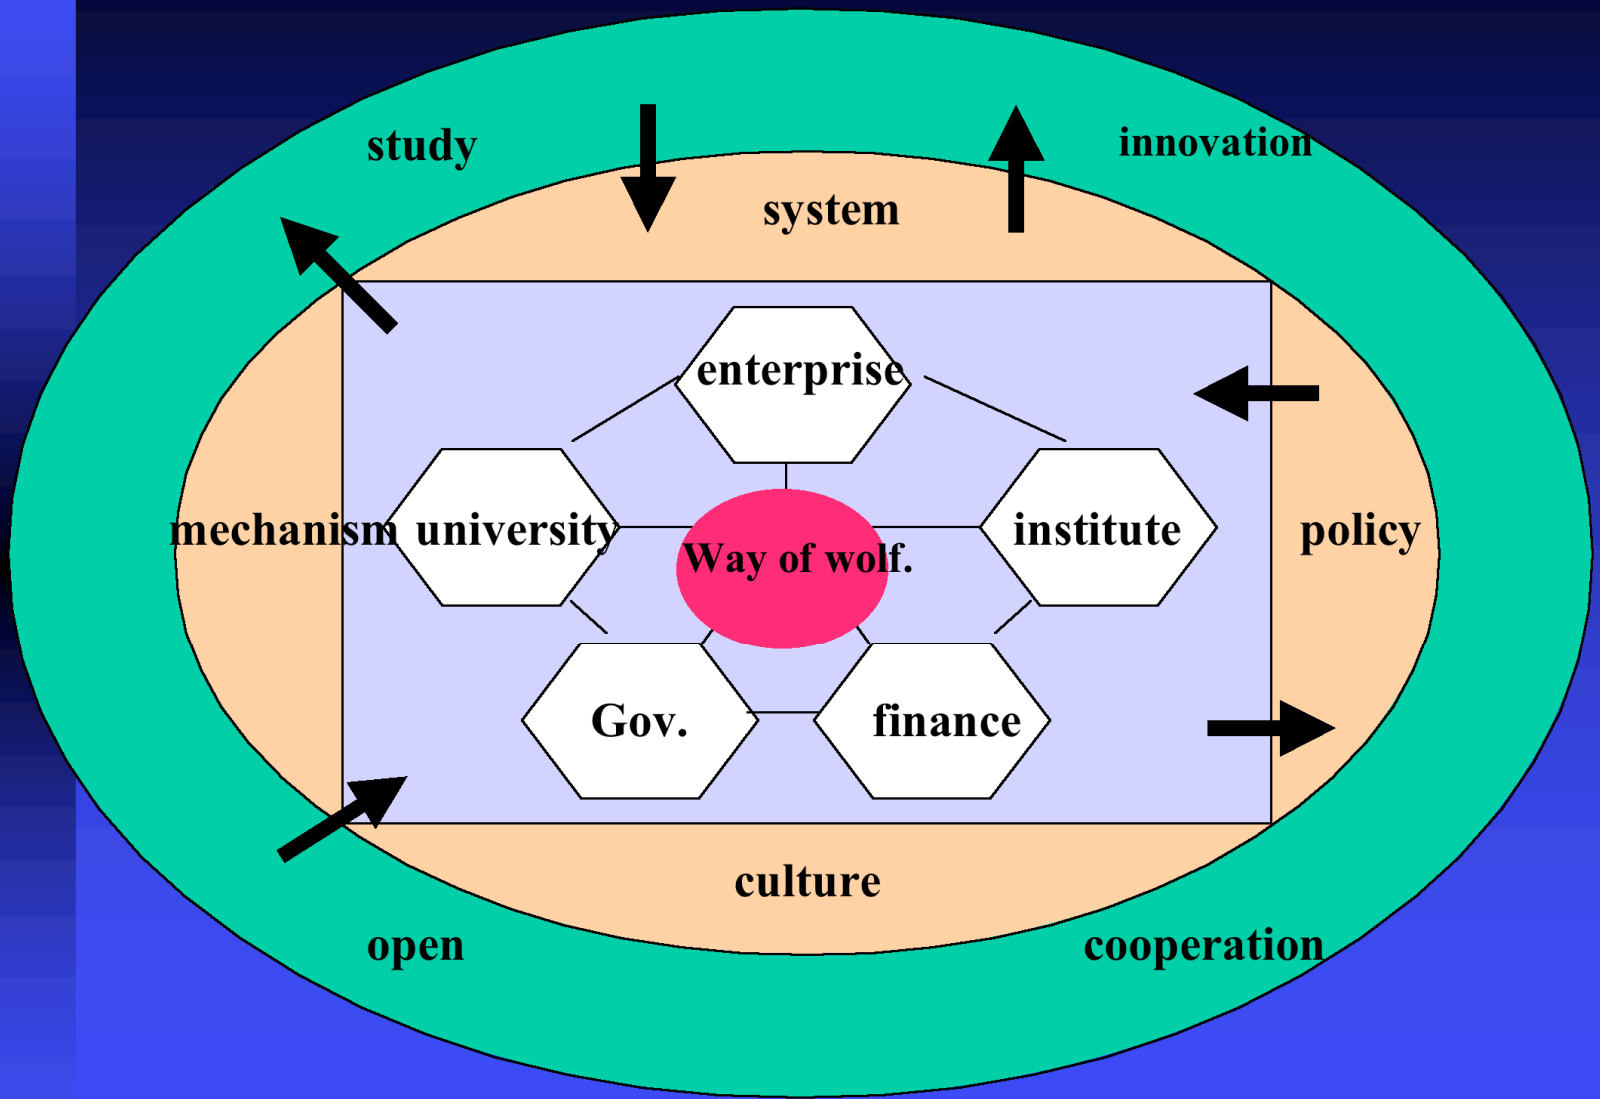 study
innovation
system
enterprise
mechanism
university
institute
policy
Way of wolf.
Gov.
finance
culture
open
cooperation